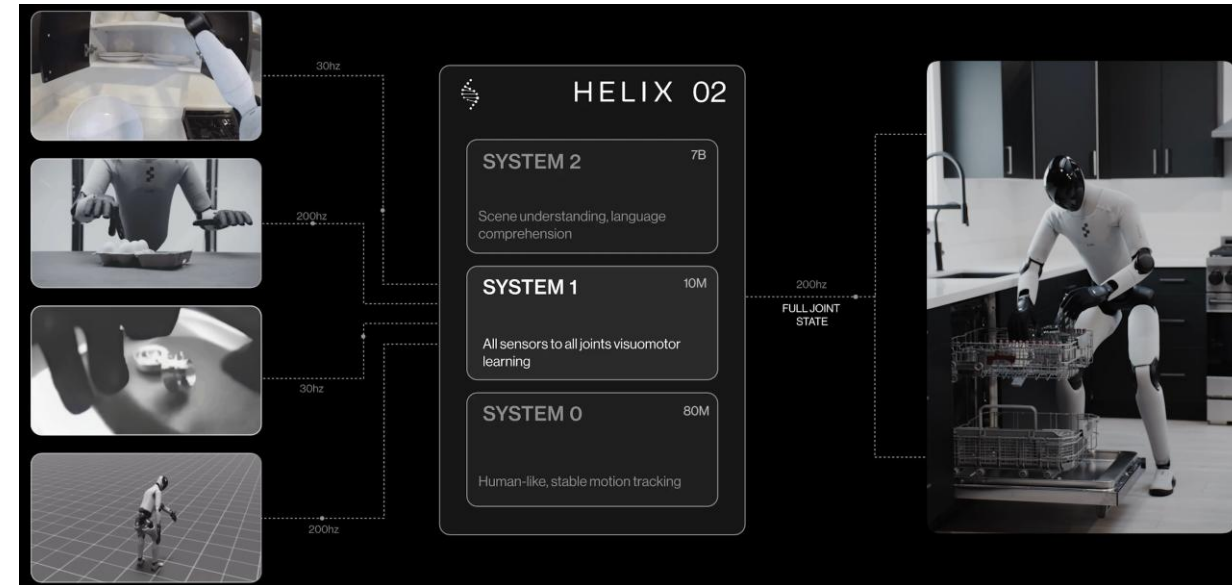 30hz
200hz
30hz
200hz
HELIX 02
SYSTEM 2
7B
Scene understanding, language
comprehension
SYSTEM 1
10M
All sensors to all joints visuomotor
learning
SYSTEM 0
80M
Human-like, stable motion tracking
200hz
FULL JOINT
STATE